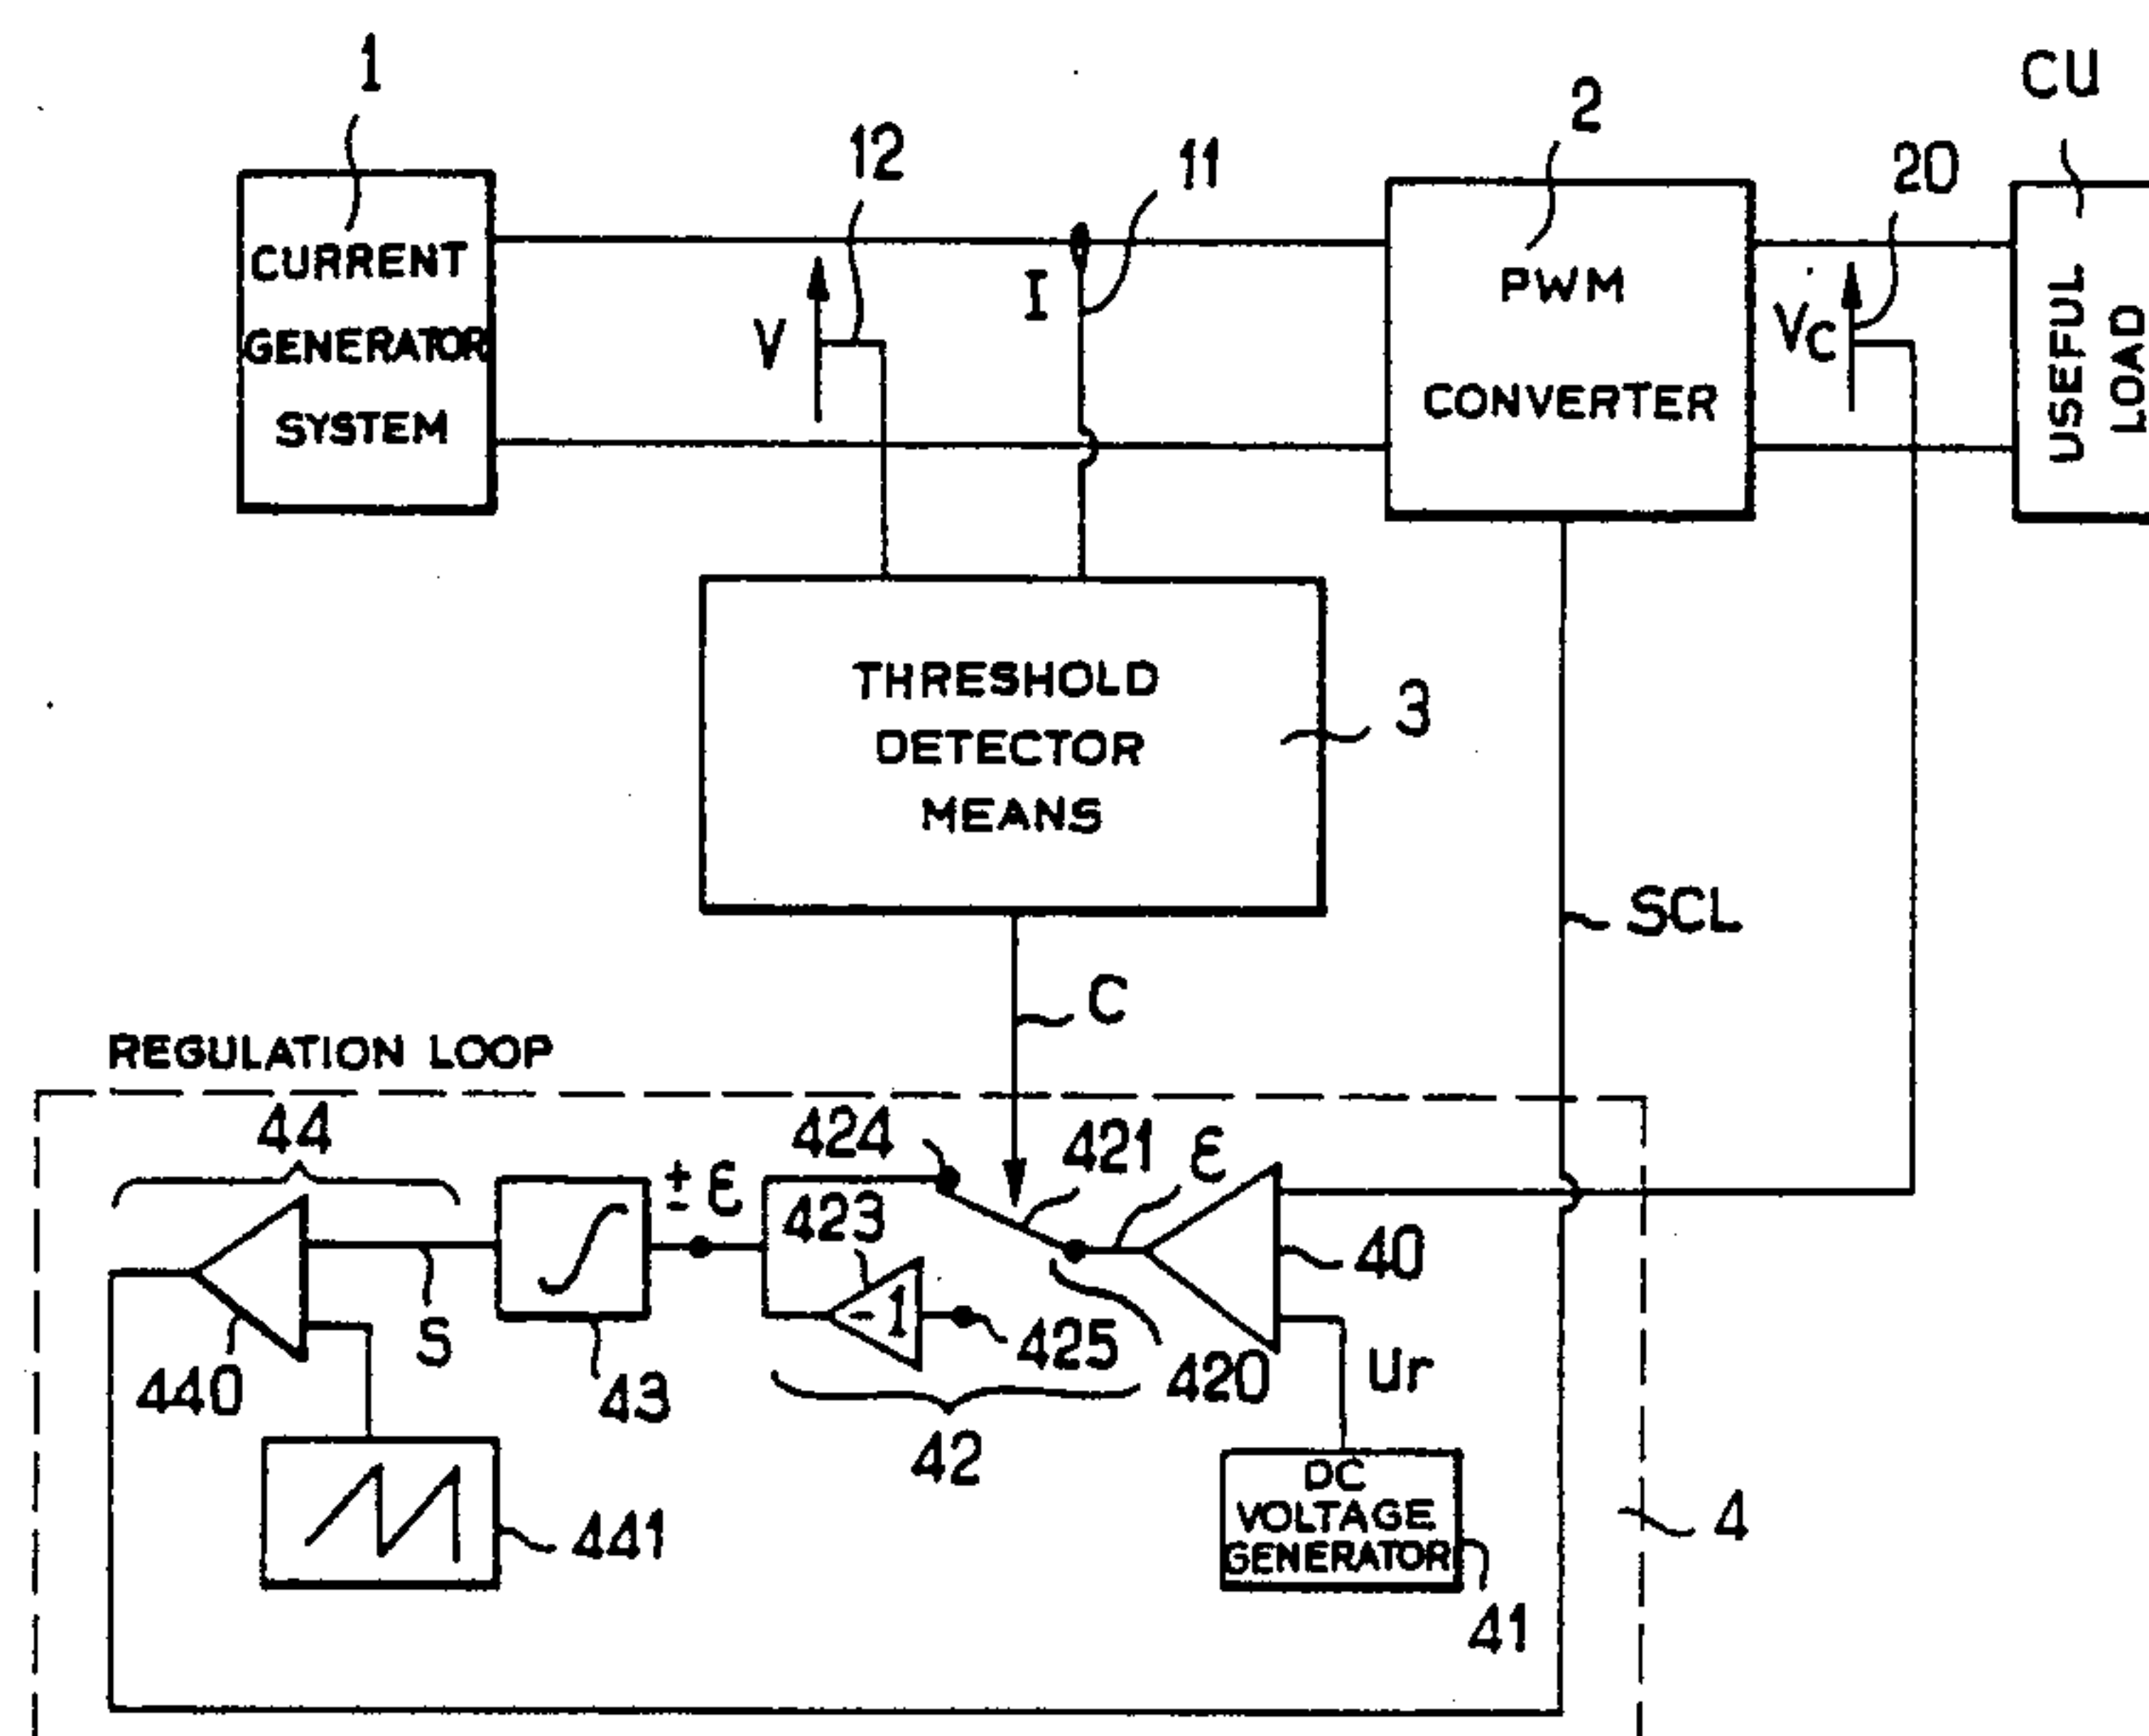 1
12
11
2
CU
20
CURRENT
GENERATOR
SYSTEM
I
V
PWM
CONVERTER
Vc
USEFUL
LOAD
THRESHOLD
DETECTOR
MEANS
3
SCL
C
REGULATION LOOP
44
424
421
ε
± ε
423
-1
40
S
425
420
Ur
440
43
42
DC
VOLTAGE
GENERATOR
441
4
41